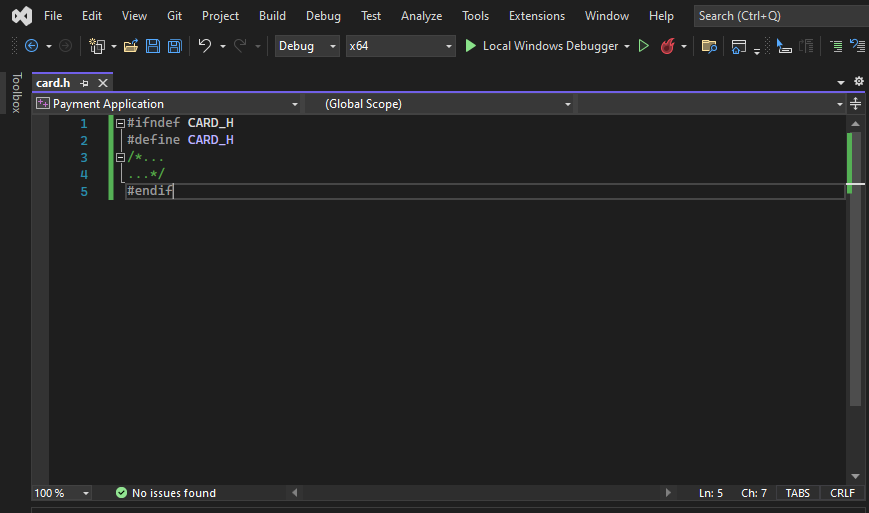 File Edit View Git Project Build Debug Test Analyze Tools Extensions Window Help Search (Ctrl+Q)
Debug x64 Local Windows Debugger
Toolbox
card.h
Payment Application (Global Scope)
1 #ifndef CARD_H
2 #define CARD_H
3 /*...
4 ...*/
5 #endif
100 % No issues found Ln: 5 Ch: 7 TABS CRLF